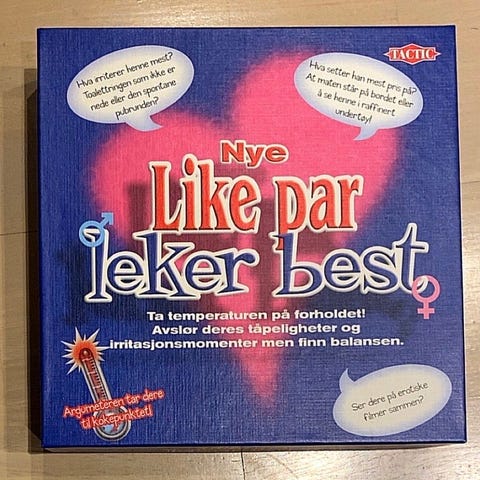 TACTIC
Hva irriterer henne mest?
Toalettringen som ikke er
nede eller den spontane
pubrunden?
Hva setter han mest pris på?
At maten står på bordet eller
å se henne i raffinert
undertøy!
Nye
Like par
leker best
Ta temperaturen på forholdet!
Avslør deres tåpeligheter og
irritasjonsmomenter men finn balansen.
Argumeteren tar dere
til kokepunktet!
Ser dere på erotiske
filmer sammen?